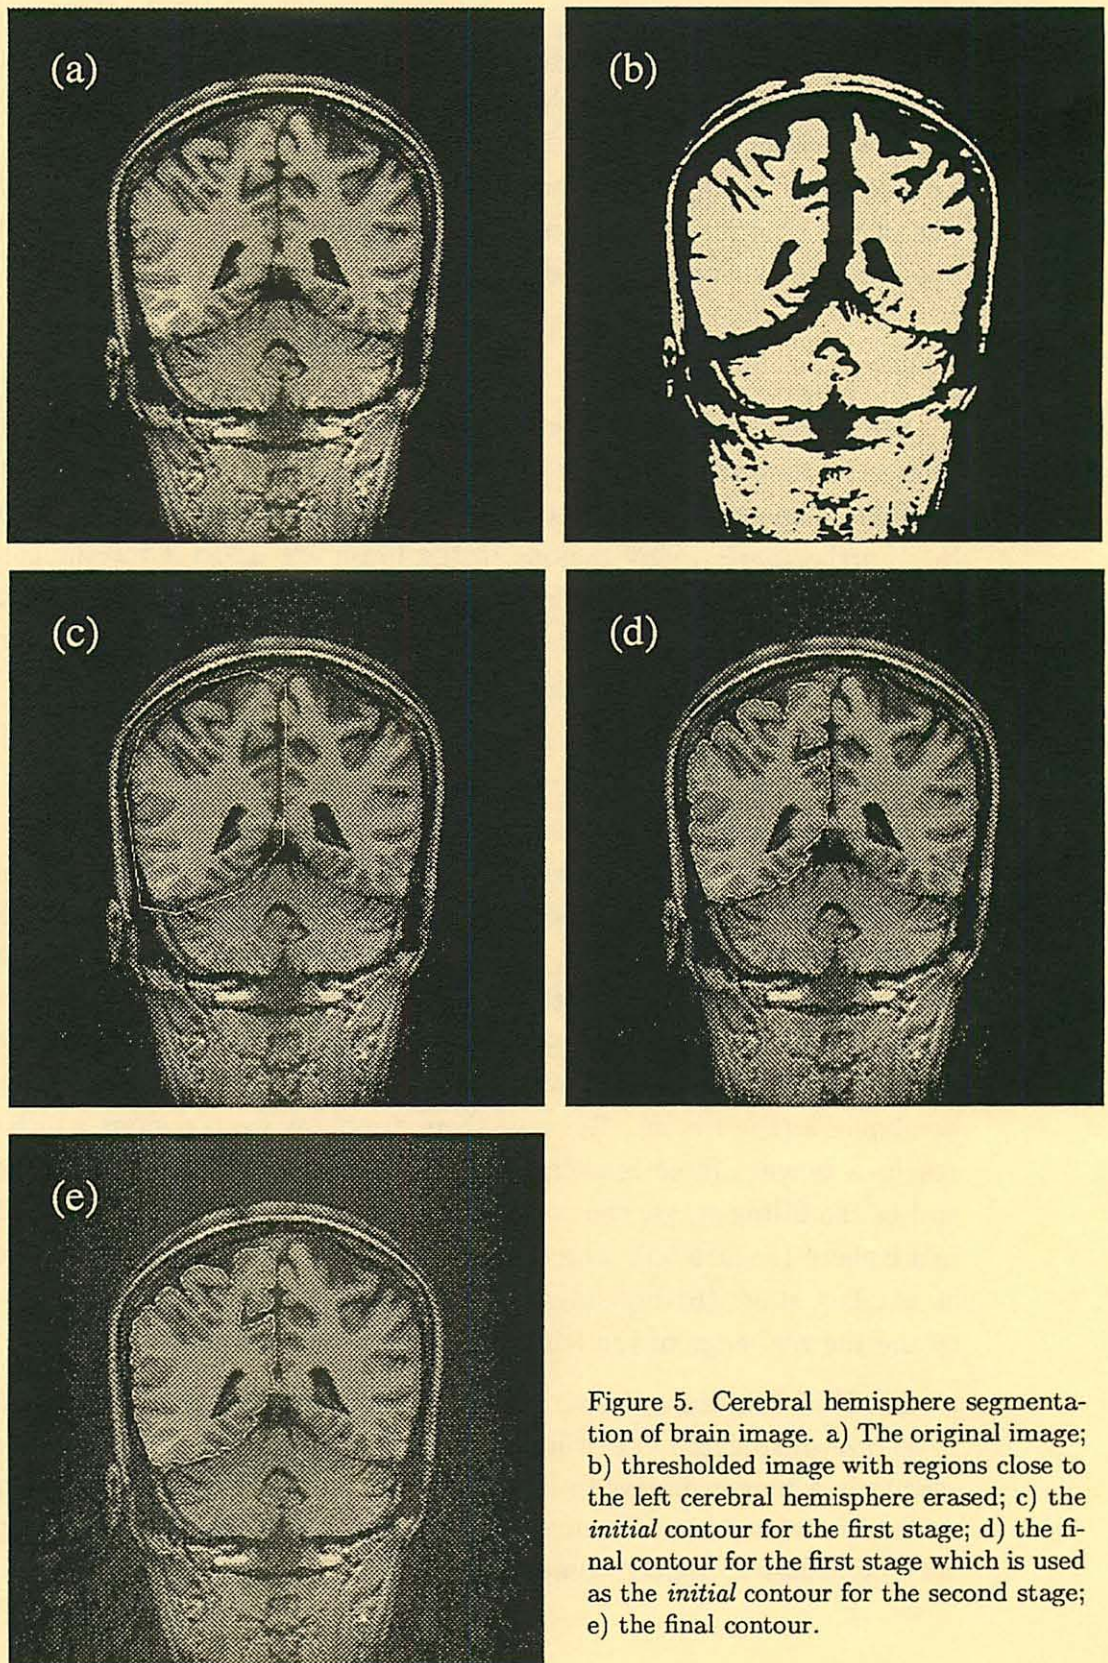 (a)
(b)
(c)
(d)
(e)
Figure 5. Cerebral hemisphere segmenta-
tion of brain image. a) The original image;
b) thresholded image with regions close to
the left cerebral hemisphere erased; c) the
initial contour for the first stage; d) the fi-
nal contour for the first stage which is used
as the initial contour for the second stage;
e) the final contour.